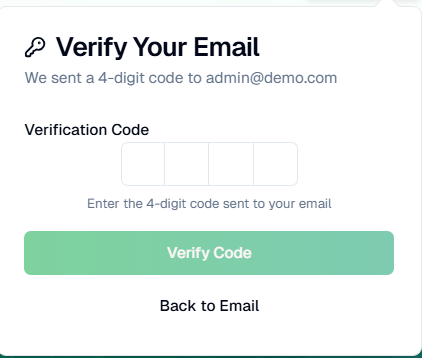 Verify Your Email
We sent a 4-digit code to admin@demo.com
Verification Code
Enter the 4-digit code sent to your email
Verify Code
Back to Email